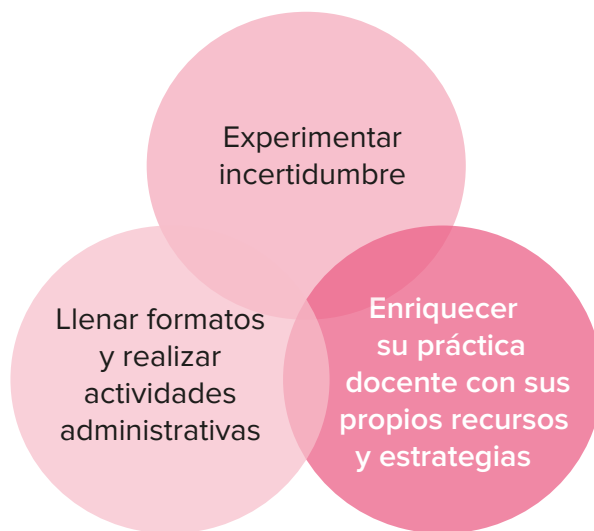 Experimentar
incertidumbre
Llenar formatos
y realizar
actividades
administrativas
Enriquecer
su práctica
docente con sus
propios recursos
y estrategias